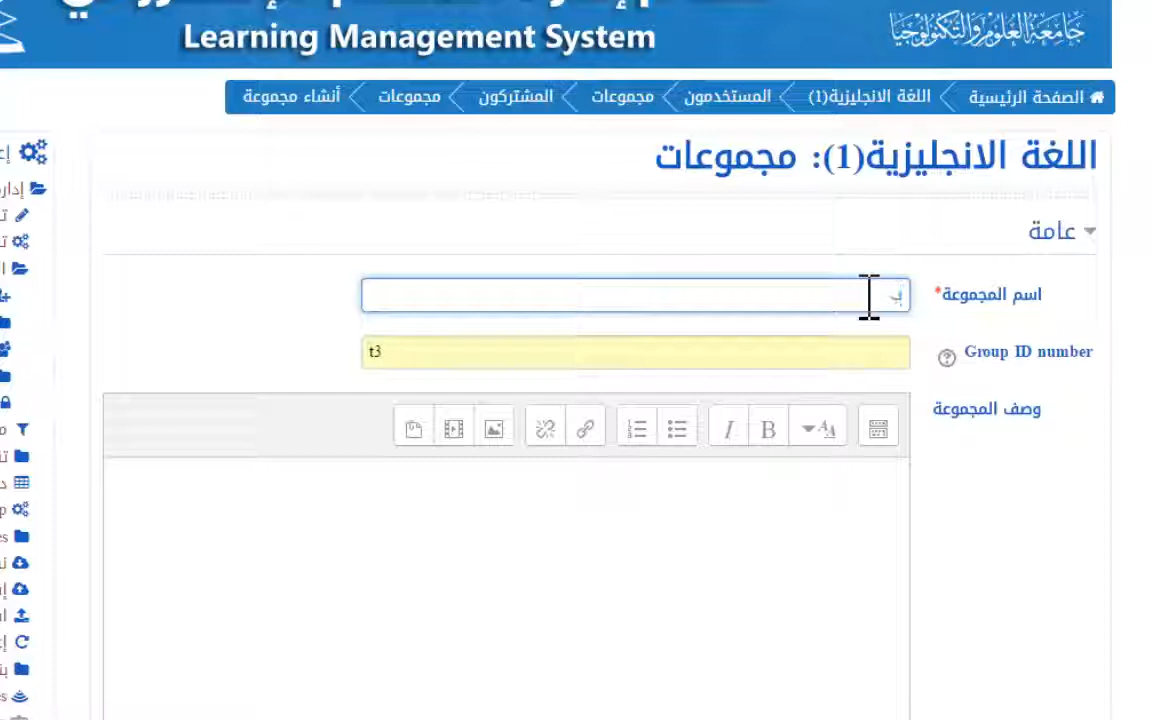 Learning Management System
جامعة العلوم والتكنولوجيا
الصفحة الرئيسية
اللغة الانجليزية(1)
المستخدمون
مجموعات
المشتركون
مجموعات
أنشاء مجموعة
اللغة الانجليزية(1): مجموعات
عامة
اسم المجموعة*
Group ID number
t3
وصف المجموعة
I
B